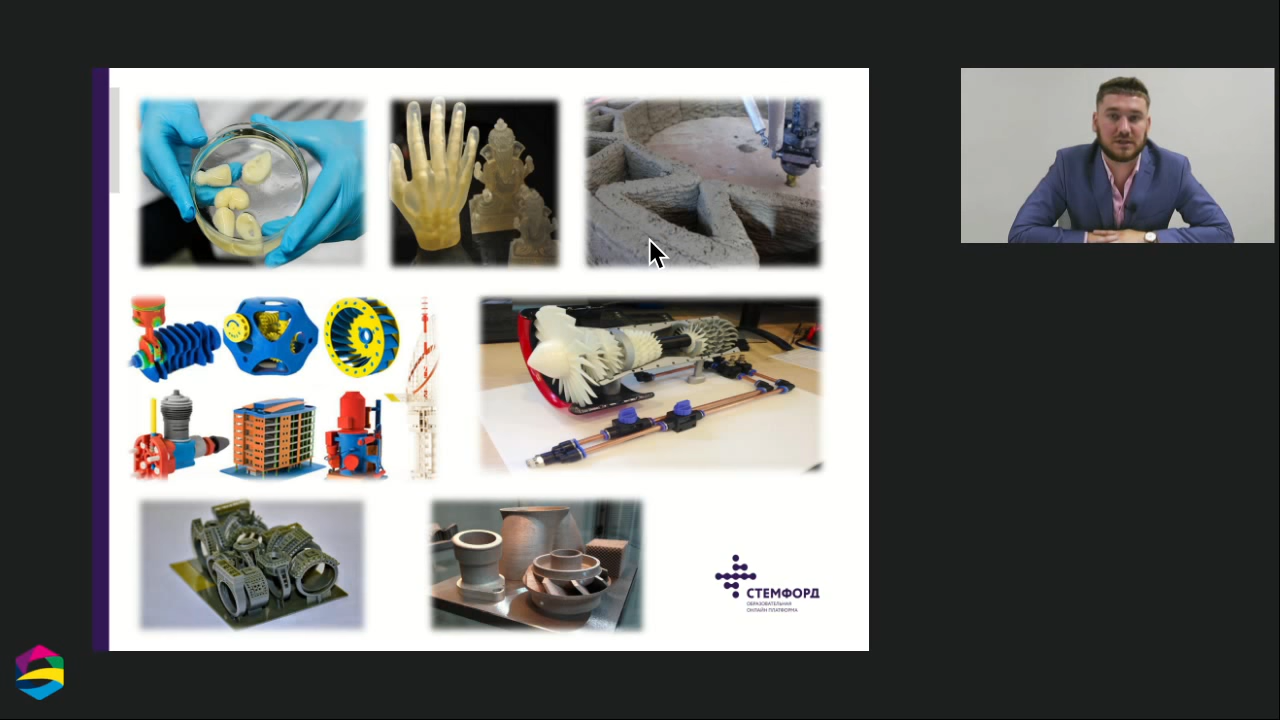 СТЕМФОРД
ОБРАЗОВАТЕЛЬНАЯ
ОНЛАЙН ПЛАТФОРМА